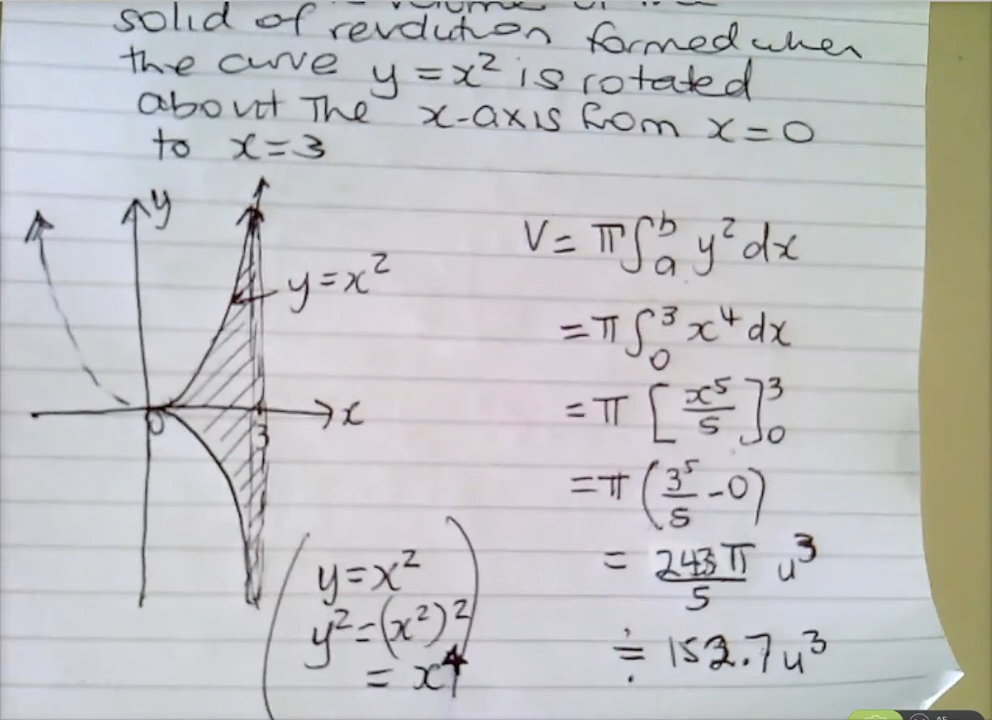 solid of revolution formed when
the curve y = x² is rotated
about The x-axis from x = 0
to x = 3
y
y = x²
x
0
3
V = π∫ₐᵇ y² dx
= π∫₀³ x⁴ dx
= π [x⁵/5]₀³
= π (3⁵/5 - 0)
= 243π/5 u³
≐ 152.7 u³
y = x²
y² = (x²)²
= x⁴